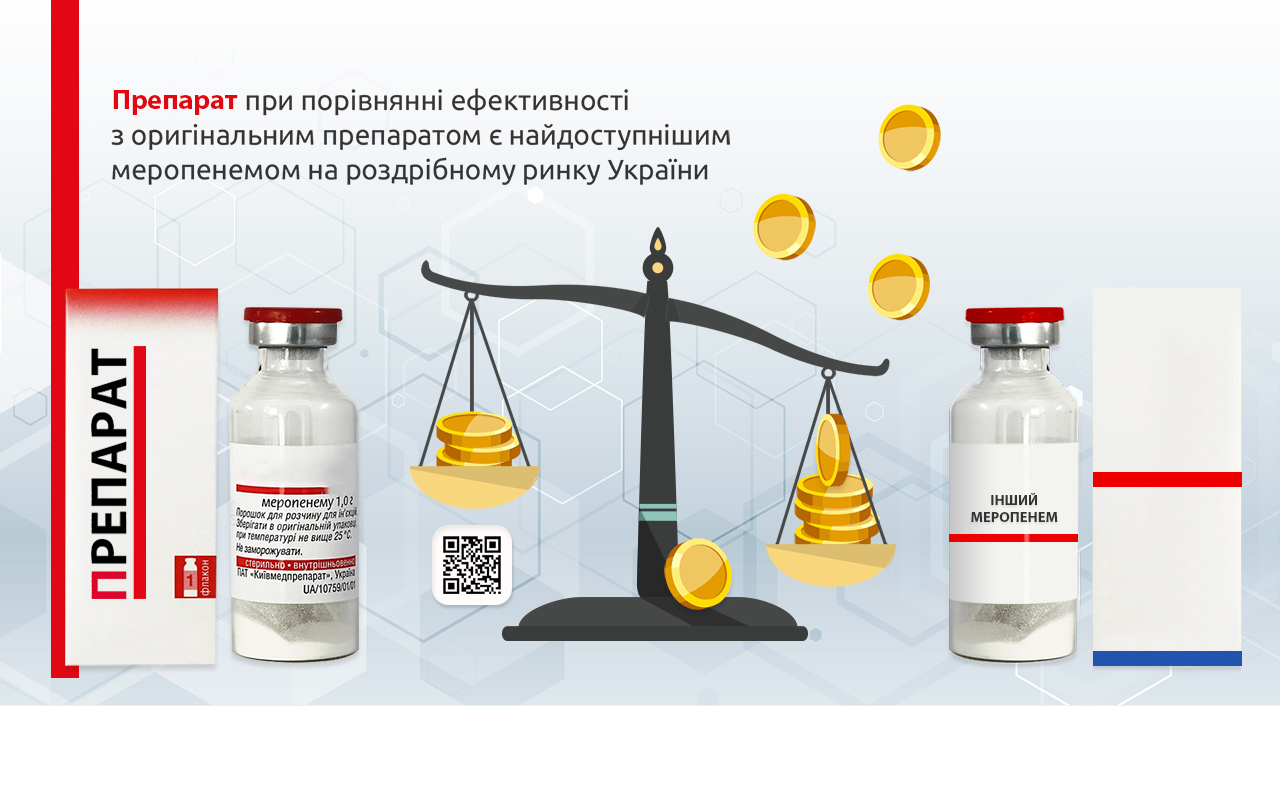 Препарат при порівнянні ефективності
з оригінальним препаратом є найдоступнішим
меропенемом на роздрібному ринку України
ПРЕПАРАТ
1
флакон
меропенему 1,0 г
Порошок для розчину для ін'єкцій.
Зберігати в оригінальній упаковці
при температурі не вище 25 °С.
Не заморожувати.
стерильно • внутрішньовенно
ПАТ «Київмедпрепарат», Україна
UA/10759/01/01
ІНШИЙ
МЕРОПЕНЕМ